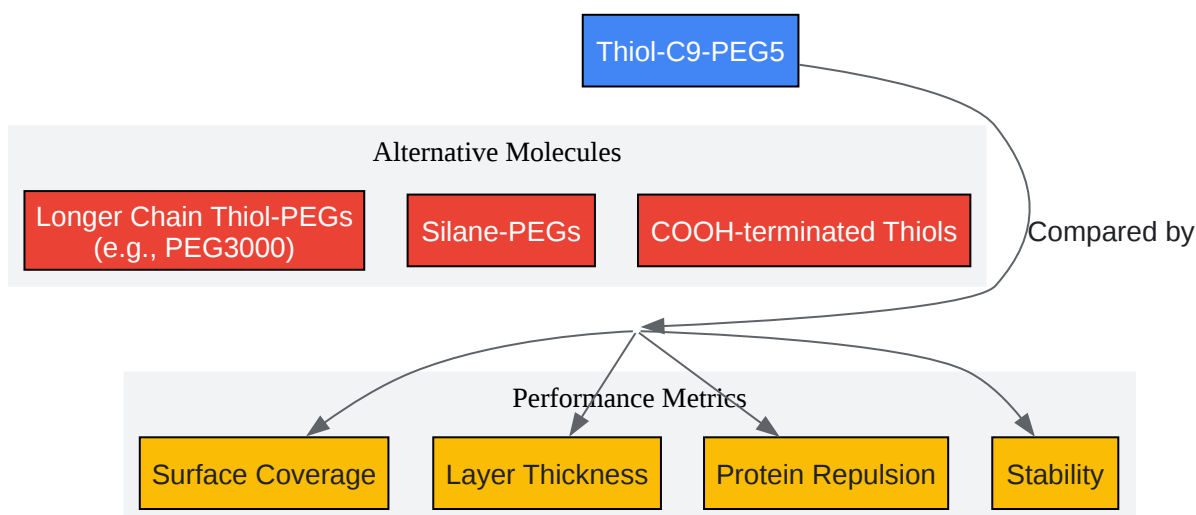 Thiol-C9-PEG5
Alternative Molecules
Longer Chain Thiol-PEGs
(e.g., PEG3000)
Silane-PEGs
COOH-terminated Thiols
Compared by
Performance Metrics
Surface Coverage
Layer Thickness
Protein Repulsion
Stability